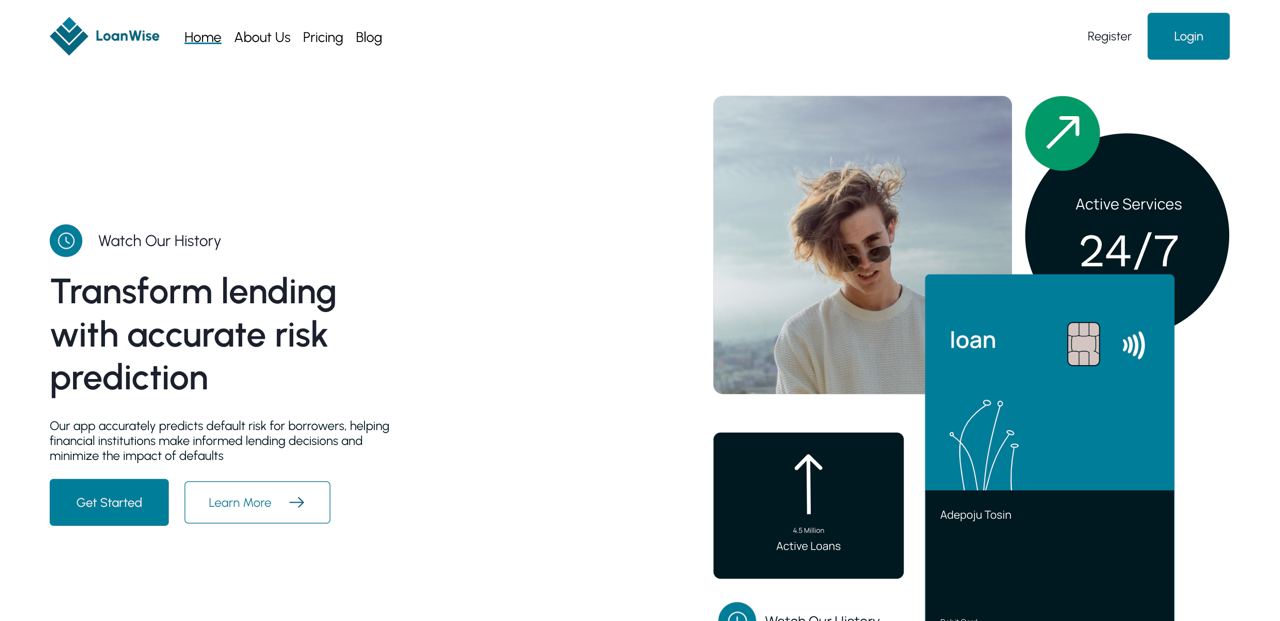 LoanWise
Home About Us Pricing Blog
Register
Login
Watch Our History
Transform lending
with accurate risk
prediction
Our app accurately predicts default risk for borrowers, helping
financial institutions make informed lending decisions and
minimize the impact of defaults
Get Started
Learn More
Active Services
24/7
loan
Adepoju Tosin
4.5 Million
Active Loans
Watch Our History